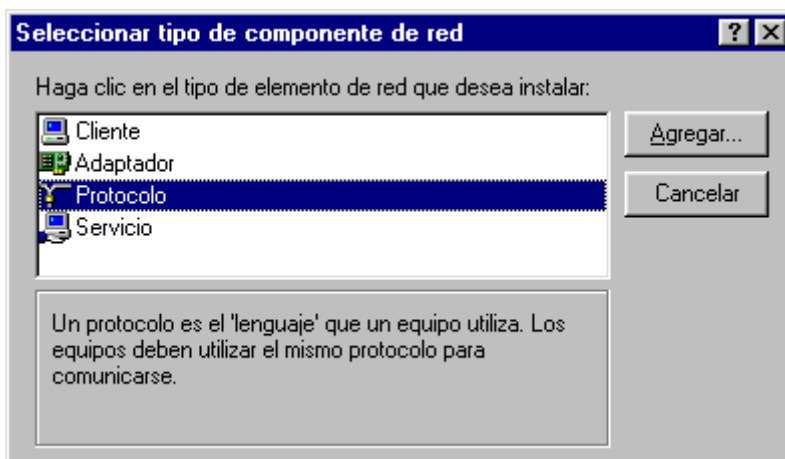 Seleccionar tipo de componente de red
Haga clic en el tipo de elemento de red que desea instalar:
Cliente
Adaptador
Protocolo
Servicio
Agregar...
Cancelar
Un protocolo es el 'lenguaje' que un equipo utiliza. Los
equipos deben utilizar el mismo protocolo para
comunicarse.